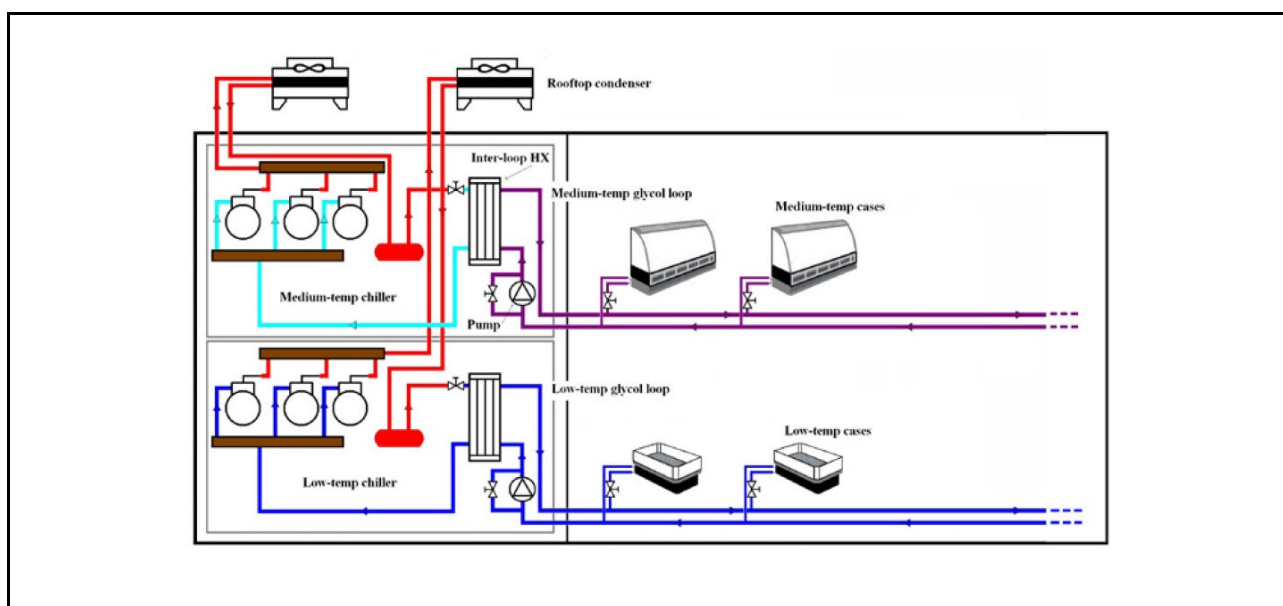 Rooftop condenser
Inter-loop HX
Medium-temp glycol loop
Medium-temp cases
Medium-temp chiller
Pump
Low-temp glycol loop
Low-temp cases
Low-temp chiller